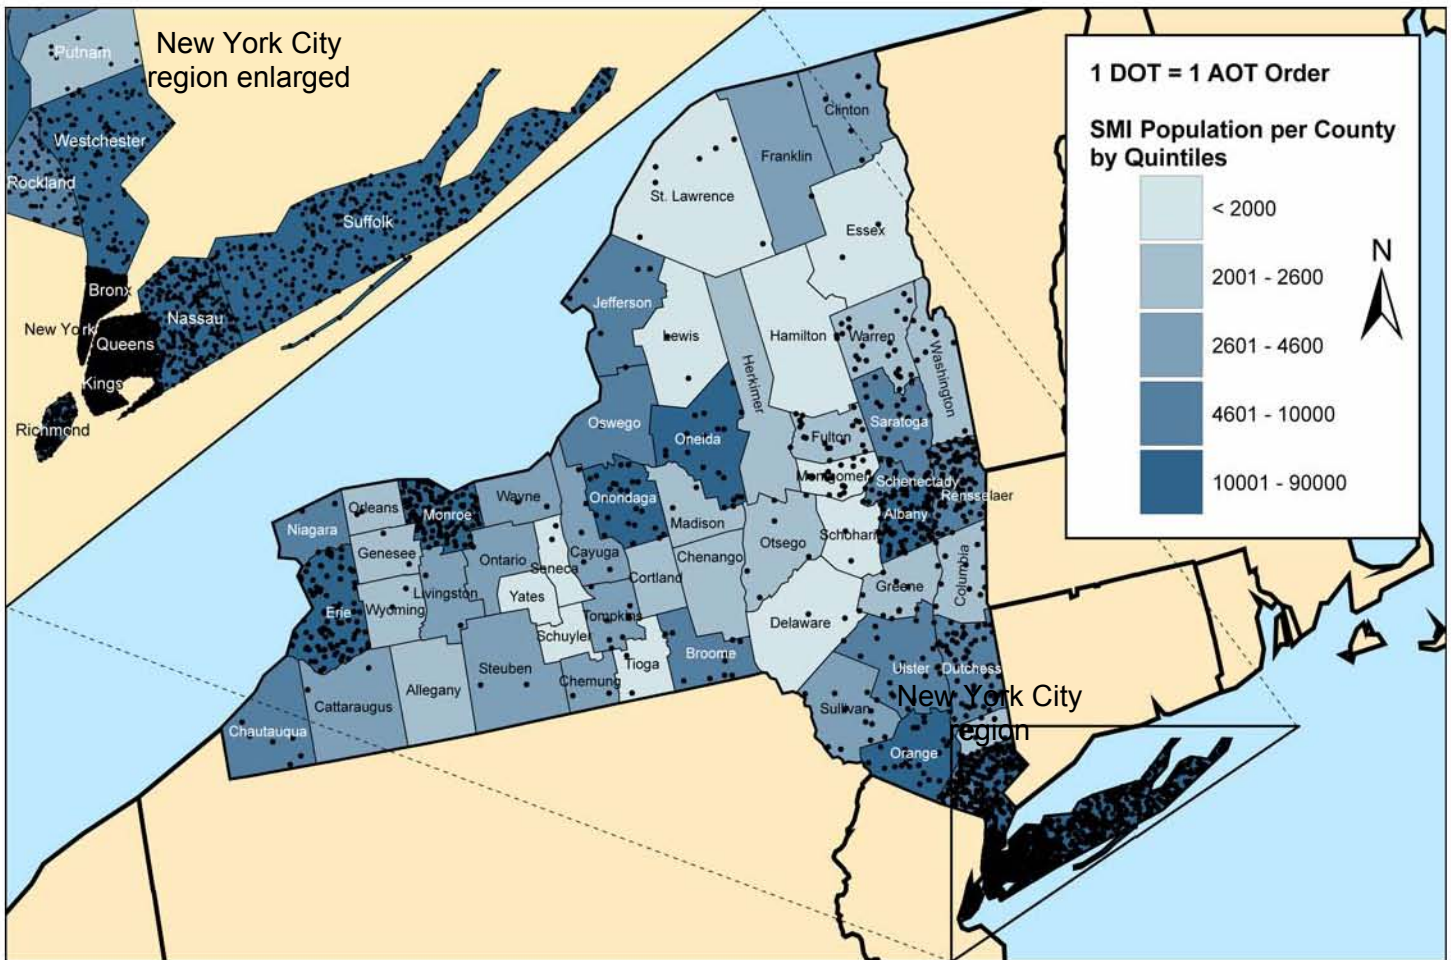 New York City
region enlarged
Putnam
Westchester
Rockland
Suffolk
Bronx
Nassau
New York
Queens
Kings
Richmond
1 DOT = 1 AOT Order
SMI Population per County
by Quintiles
< 2000
2001 - 2600
2601 - 4600
4601 - 10000
10001 - 90000
N
Clinton
Franklin
St. Lawrence
Essex
Jefferson
Lewis
Hamilton
Warren
Herkimer
Washington
Oswego
Oneida
Fulton
Saratoga
Montgomer
Schenectady
Rensselaer
Albany
Schohari
Niagara
Orleans
Monroe
Wayne
Onondaga
Madison
Otsego
Genesee
Ontario
Seneca
Cayuga
Chenango
Cortland
Erie
Wyoming
Livingston
Yates
Tompkins
Schuyler
Delaware
Greene
Columbia
Tioga
Broome
Steuben
Chemung
Allegany
Cattaraugus
Chautauqua
Ulster
Dutchess
Sullivan
Orange
New York City
region